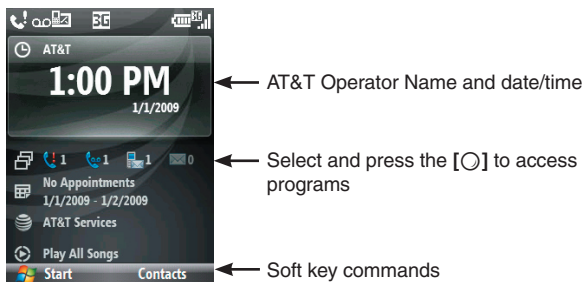 3G 3G
AT&T
1:00 PM
1/1/2009
AT&T Operator Name and date/time
1 1 1 0
Select and press the [○] to access
programs
No Appointments
1/1/2009 - 1/2/2009
AT&T Services
Play All Songs
Start Contacts
Soft key commands